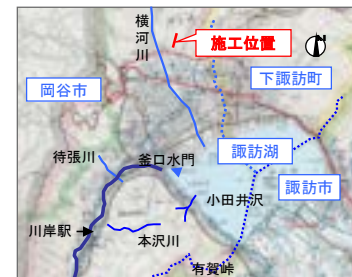 横河川
施工位置
岡谷市
下諏訪町
待張川
釜口水門
諏訪湖
諏訪市
小田井沢
川岸駅
本沢川
有賀峠